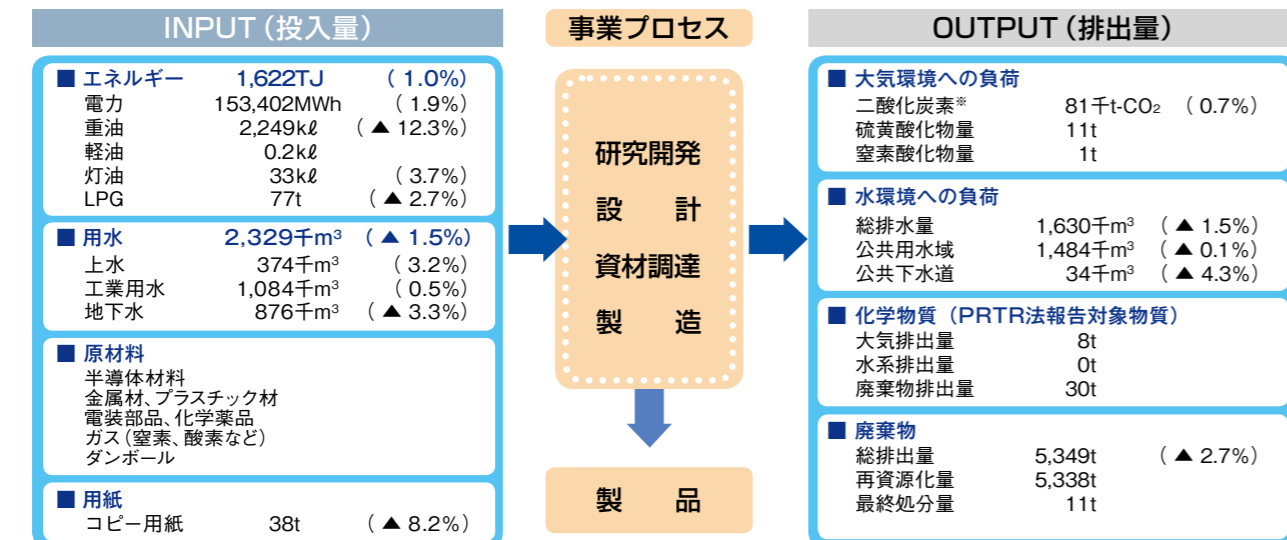 INPUT（投入量）
■ エネルギー 1,622TJ （ 1.0%）
電力 153,402MWh （ 1.9%）
重油 2,249kℓ （ ▲ 12.3%）
軽油 0.2kℓ
灯油 33kℓ （ 3.7%）
LPG 77t （ ▲ 2.7%）
■ 用水 2,329千m³ （ ▲ 1.5%）
上水 374千m³ （ 3.2%）
工業用水 1,084千m³ （ 0.5%）
地下水 876千m³ （ ▲ 3.3%）
■ 原材料
半導体材料
金属材、プラスチック材
電装部品、化学薬品
ガス（窒素、酸素など）
ダンボール
■ 用紙
コピー用紙 38t （ ▲ 8.2%）
事業プロセス
研究開発
設 計
資材調達
製 造
製 品
OUTPUT（排出量）
■ 大気環境への負荷
二酸化炭素※ 81千t-CO₂ （ 0.7%）
硫黄酸化物量 11t
窒素酸化物量 1t
■ 水環境への負荷
総排水量 1,630千m³ （ ▲ 1.5%）
公共用水域 1,484千m³ （ ▲ 0.1%）
公共下水道 34千m³ （ ▲ 4.3%）
■ 化学物質（PRTR法報告対象物質）
大気排出量 8t
水系排出量 0t
廃棄物排出量 30t
■ 廃棄物
総排出量 5,349t （ ▲ 2.7%）
再資源化量 5,338t
最終処分量 11t